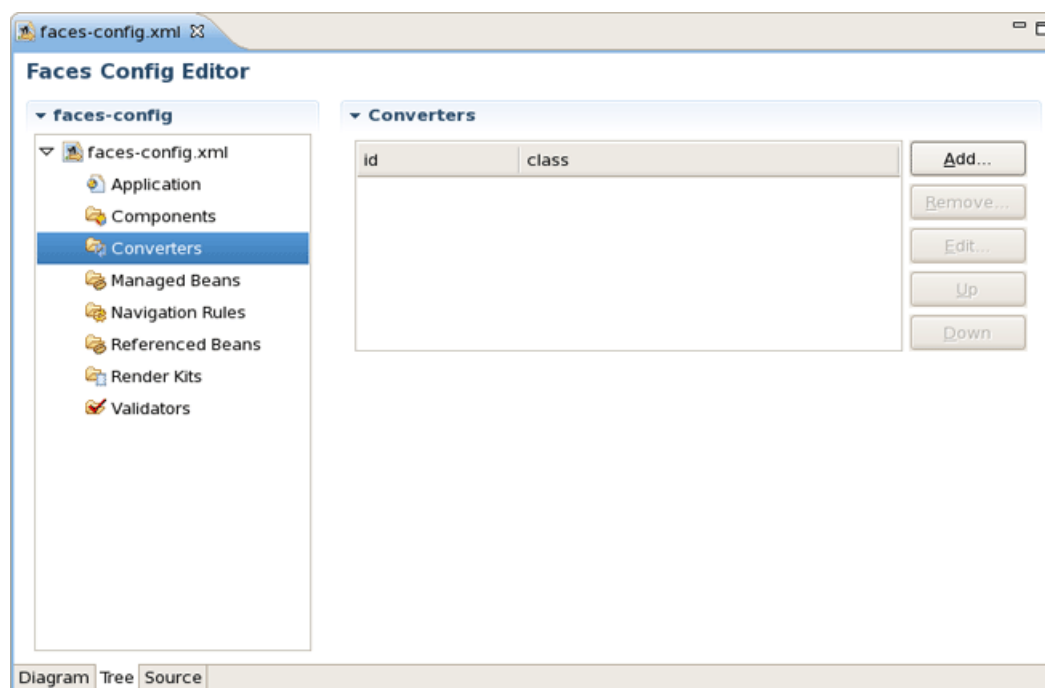 faces-config.xml
Faces Config Editor
faces-config
faces-config.xml
Application
Components
Converters
Managed Beans
Navigation Rules
Referenced Beans
Render Kits
Validators
Converters
id class
Add...
Remove...
Edit...
Up
Down
Diagram Tree Source